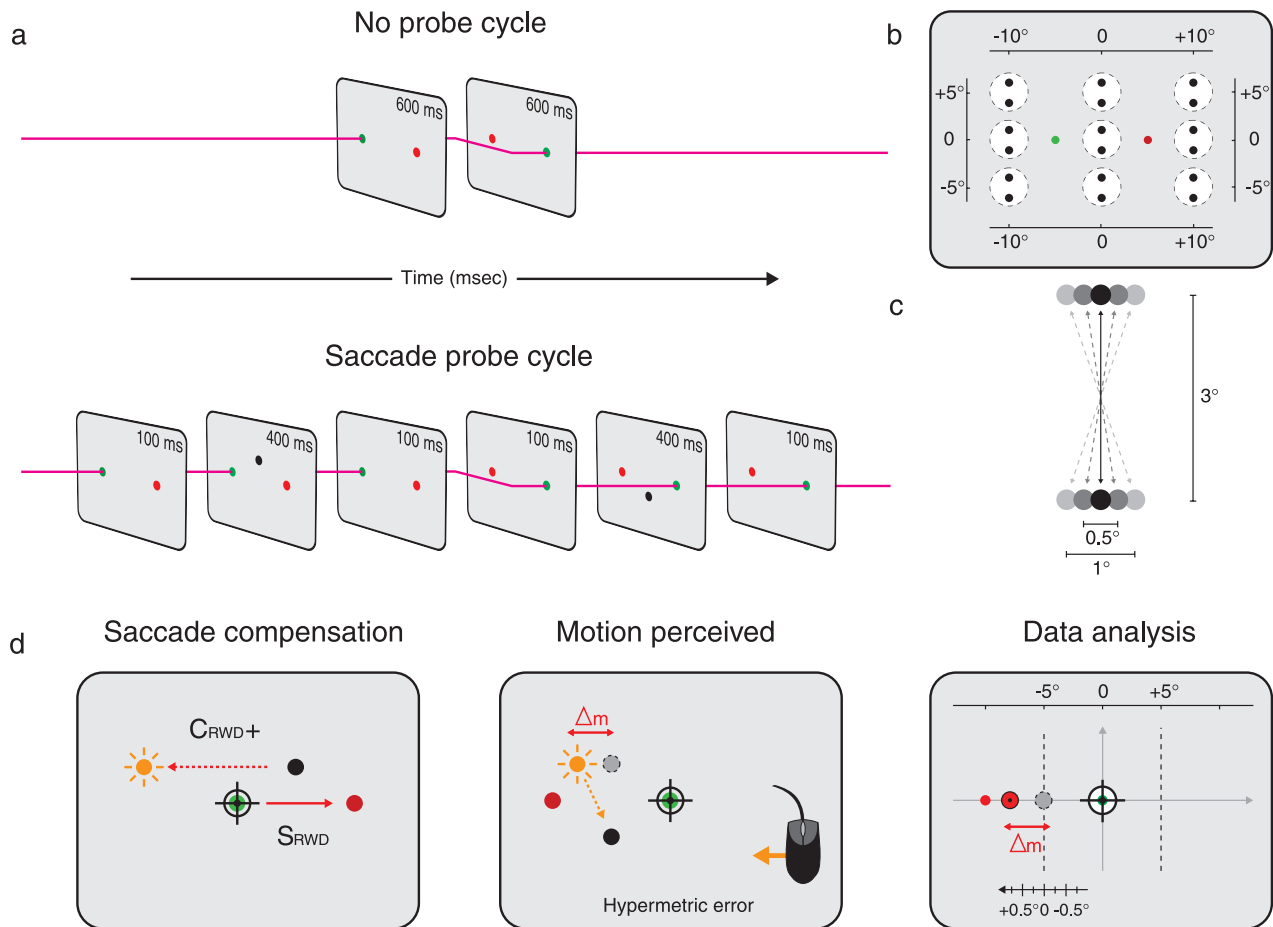 a
No probe cycle
600 ms
600 ms
Time (msec)
Saccade probe cycle
100 ms
400 ms
100 ms
100 ms
400 ms
100 ms
b
-10° 0 +10°
+5° +5°
0 0
-5° -5°
-10° 0 +10°
c
3°
0.5°
1°
d
Saccade compensation
CRWD+
SRWD
Motion perceived
Δm
Hypermetric error
Data analysis
-5° 0 +5°
Δm
+0.5° 0 -0.5°